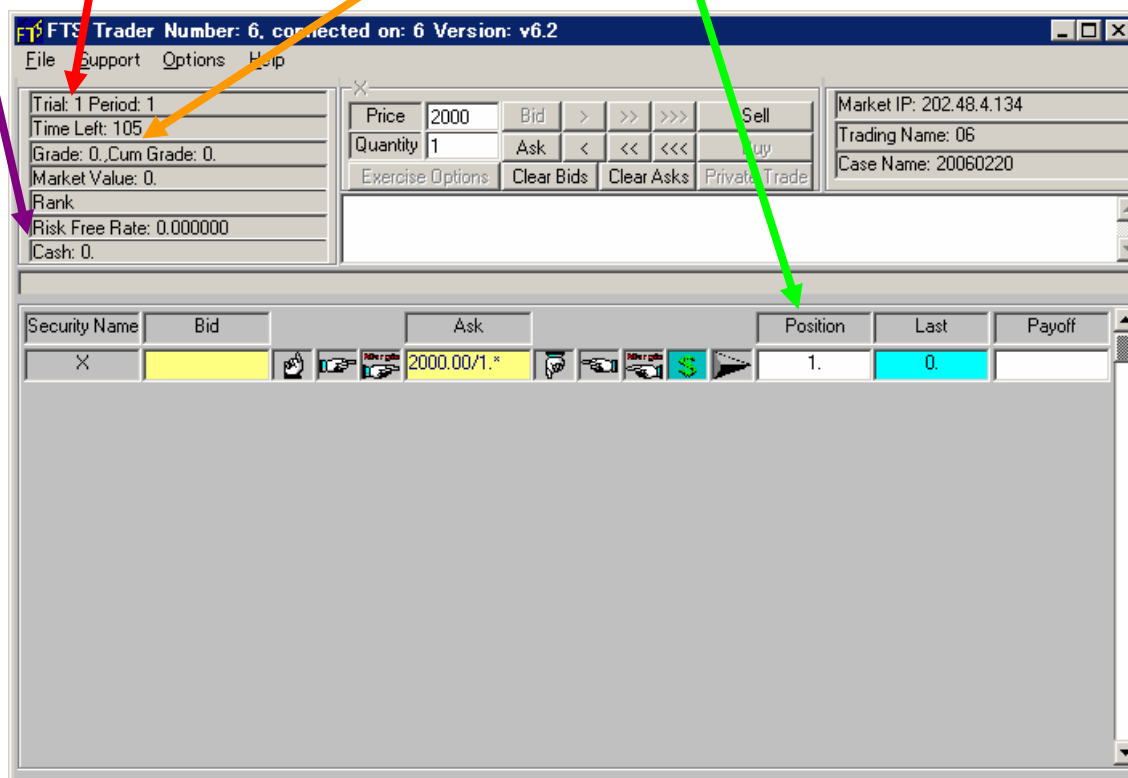 FTS FTS Trader Number: 6, connected on: 6 Version: v6.2
File Support Options Help
Trial: 1 Period: 1
Time Left: 105
Grade: 0.,Cum Grade: 0.
Market Value: 0.
Rank
Risk Free Rate: 0.000000
Cash: 0.
X
Price 2000 Bid > >> >>> Sell
Quantity 1 Ask < << <<< Buy
Exercise Options Clear Bids Clear Asks Private Trade
Market IP: 202.48.4.134
Trading Name: 06
Case Name: 20060220
Security Name Bid Ask Position Last Payoff
X 2000.00/1.* $ 1. 0.